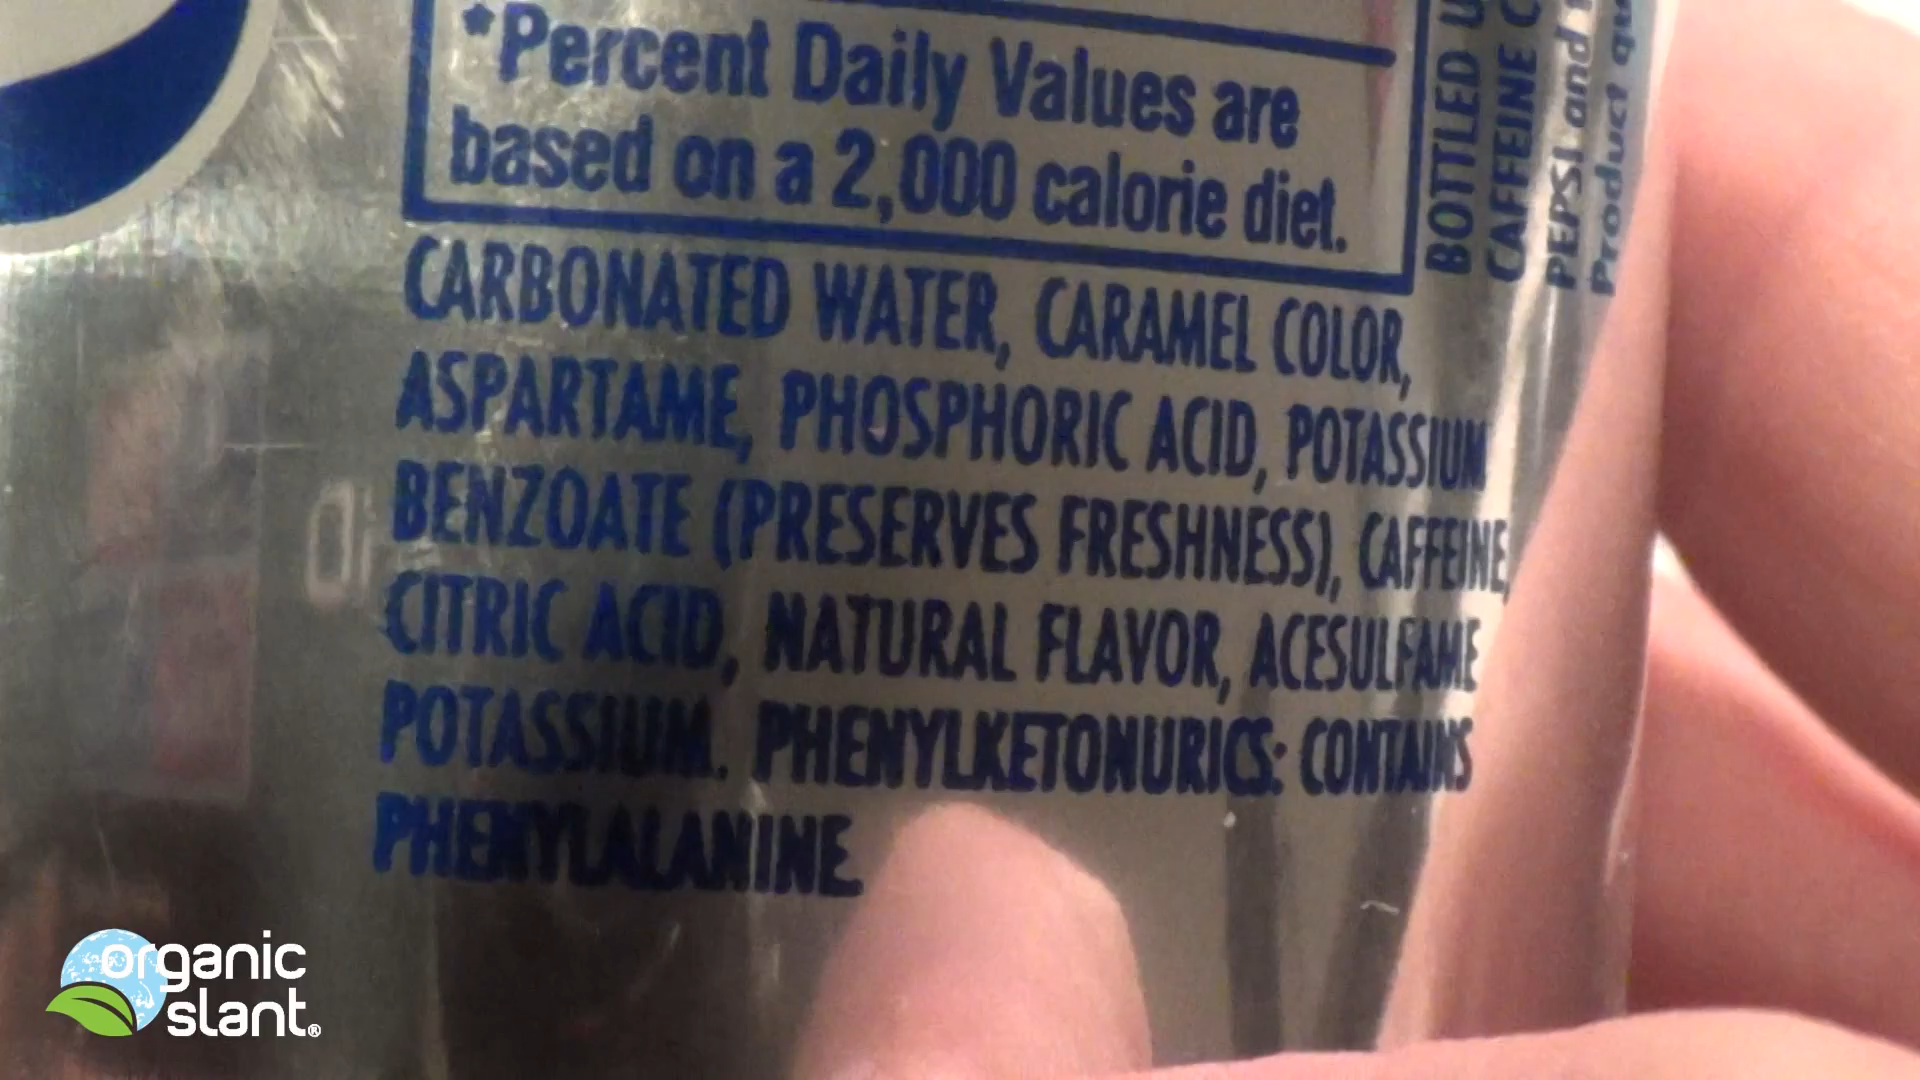 *Percent Daily Values are
based on a 2,000 calorie diet.
CARBONATED WATER, CARAMEL COLOR,
ASPARTAME, PHOSPHORIC ACID, POTASSIUM
BENZOATE (PRESERVES FRESHNESS), CAFFEINE,
CITRIC ACID, NATURAL FLAVOR, ACESULFAME
POTASSIUM. PHENYLKETONURICS: CONTAINS
PHENYLALANINE.
BOTTLED
CAFFEINE
PEPSI and
Product
organic
slant®